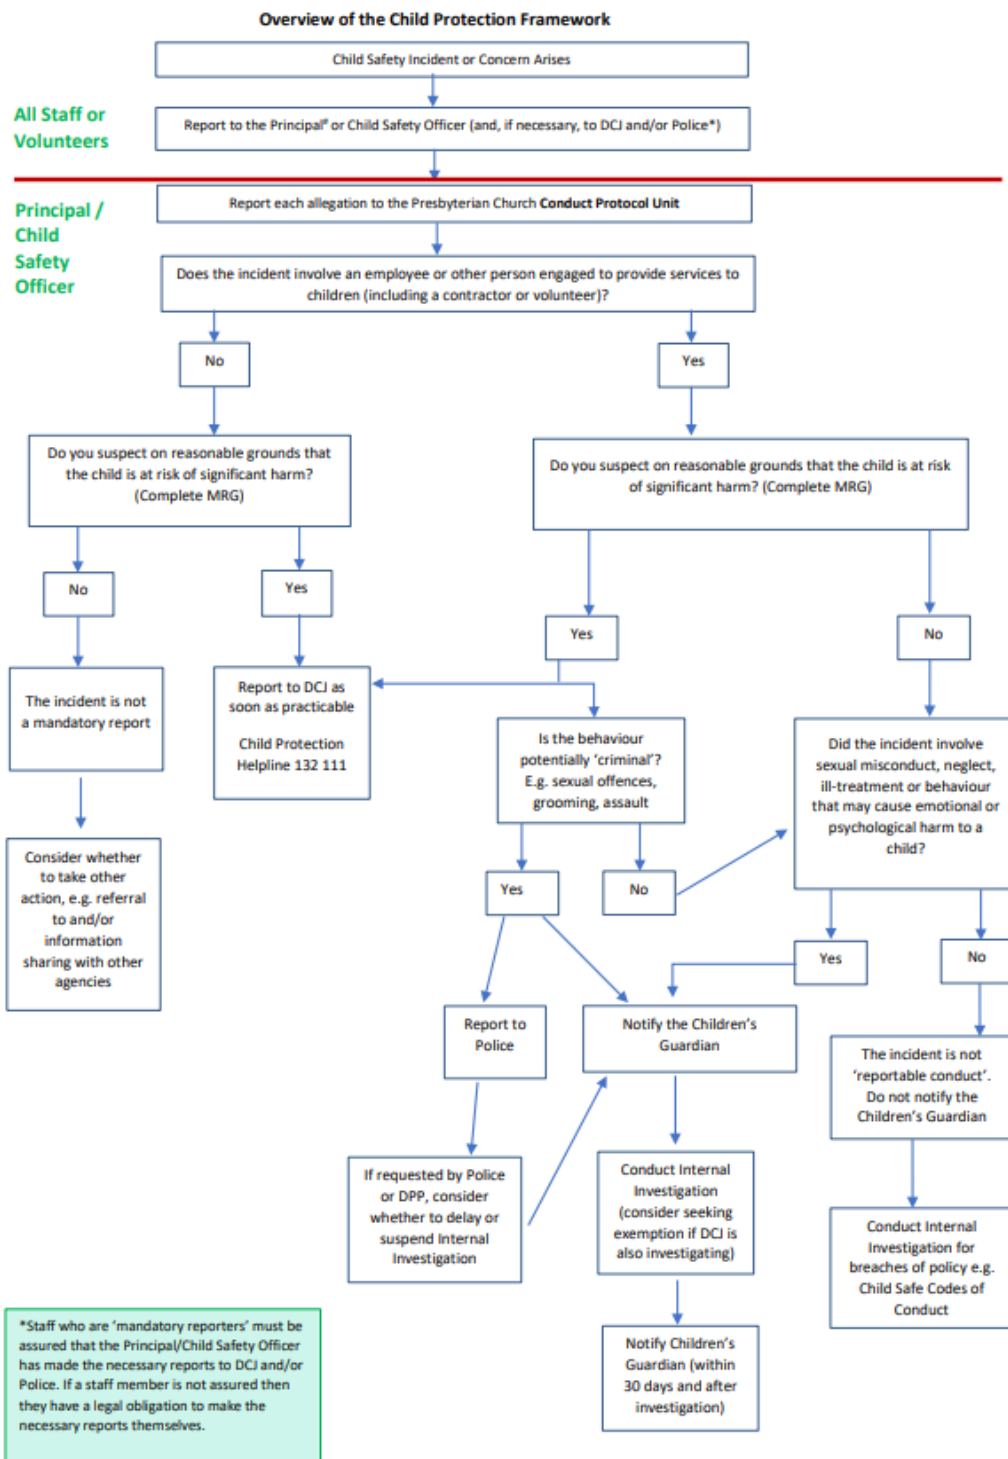 Overview of the Child Protection Framework
Child Safety Incident or Concern Arises
All Staff or
Volunteers
Report to the Principal# or Child Safety Officer (and, if necessary, to DCJ and/or Police*)
Principal /
Child
Safety
Officer
Report each allegation to the Presbyterian Church Conduct Protocol Unit
Does the incident involve an employee or other person engaged to provide services to
children (including a contractor or volunteer)?
No
Yes
Do you suspect on reasonable grounds that
the child is at risk of significant harm?
(Complete MRG)
Do you suspect on reasonable grounds that the child is at risk
of significant harm? (Complete MRG)
No
Yes
Yes
No
The incident is not
a mandatory report
Report to DCJ as
soon as practicable
Child Protection
Helpline 132 111
Is the behaviour
potentially ‘criminal’?
E.g. sexual offences,
grooming, assault
Did the incident involve
sexual misconduct, neglect,
ill-treatment or behaviour
that may cause emotional or
psychological harm to a
child?
Consider whether
to take other
action, e.g. referral
to and/or
information
sharing with other
agencies
Yes
No
Yes
No
Report to
Police
Notify the Children’s
Guardian
The incident is not
‘reportable conduct’.
Do not notify the
Children’s Guardian
If requested by Police
or DPP, consider
whether to delay or
suspend Internal
Investigation
Conduct Internal
Investigation
(consider seeking
exemption if DCJ is
also investigating)
Conduct Internal
Investigation for
breaches of policy e.g.
Child Safe Codes of
Conduct
Notify Children’s
Guardian (within
30 days and after
investigation)
*Staff who are ‘mandatory reporters’ must be
assured that the Principal/Child Safety Officer
has made the necessary reports to DCJ and/or
Police. If a staff member is not assured then
they have a legal obligation to make the
necessary reports themselves.